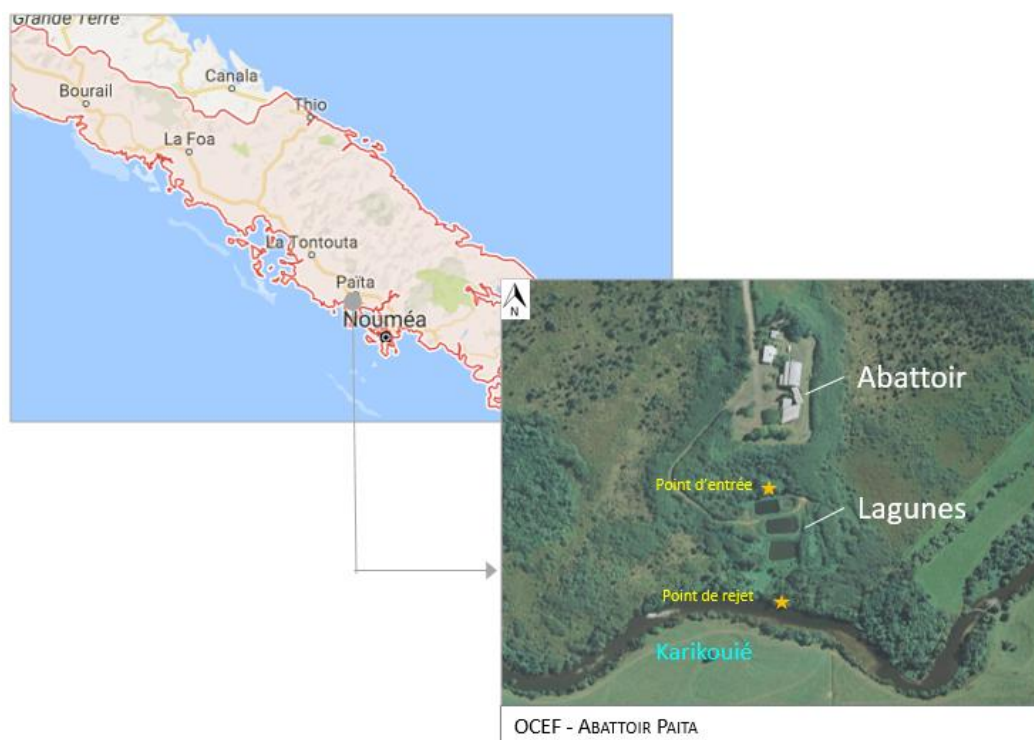 Grande Terre
Canala
Bourail
Thio
La Foa
La Tontouta
Païta
Nouméa
N
Abattoir
Point d'entrée
Lagunes
Point de rejet
Karikouié
OCEF - ABATTOIR PAITA